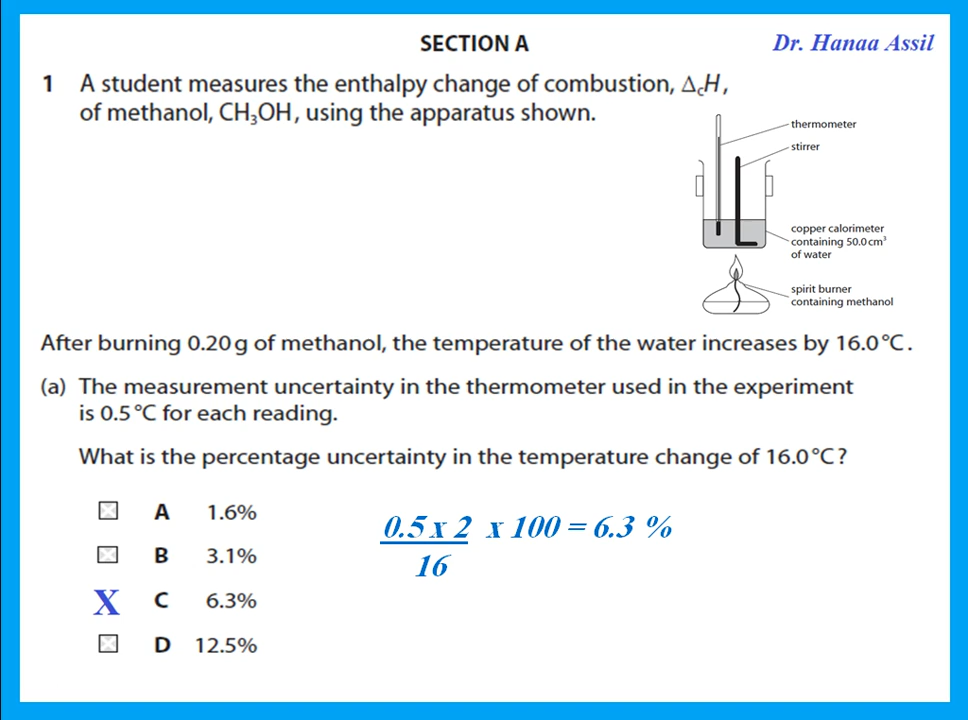 SECTION A
Dr. Hanaa Assil
1 A student measures the enthalpy change of combustion, ΔcH,
of methanol, CH₃OH, using the apparatus shown.
thermometer
stirrer
copper calorimeter
containing 50.0 cm³
of water
spirit burner
containing methanol
After burning 0.20 g of methanol, the temperature of the water increases by 16.0 °C.
(a) The measurement uncertainty in the thermometer used in the experiment
is 0.5 °C for each reading.
What is the percentage uncertainty in the temperature change of 16.0 °C?
A 1.6%
B 3.1%
X C 6.3%
D 12.5%
0.5 x 2 x 100 = 6.3 %
16